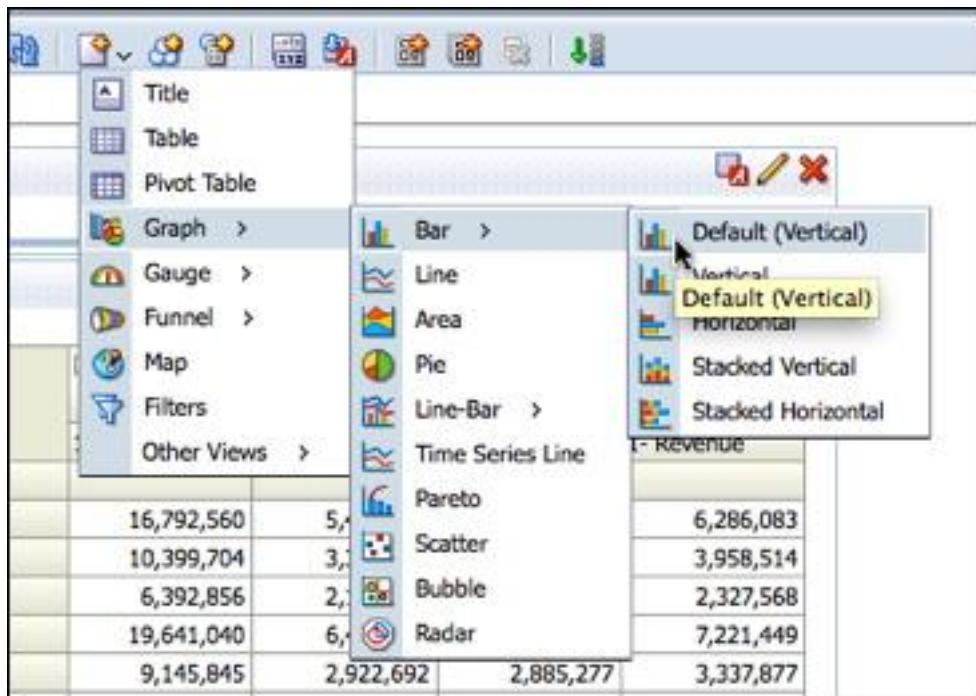 Title
Table
Pivot Table
Graph >
Gauge >
Funnel >
Map
Filters
Other Views >
Bar >
Line
Area
Pie
Line-Bar >
Time Series Line
Pareto
Scatter
Bubble
Radar
Default (Vertical)
Vertical
Default (Vertical)
Horizontal
Stacked Vertical
Stacked Horizontal
1- Revenue
16,792,560 6,286,083
10,399,704 3,958,514
6,392,856 2,327,568
19,641,040 7,221,449
9,145,845 2,922,692 2,885,277 3,337,877